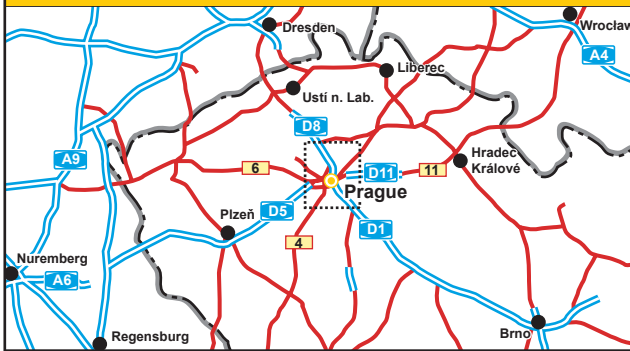 Dresden
Wrocław
A4
Liberec
Ustí n. Lab.
D8
A9
6
D11
11
Hradec
Králové
Prague
Plzeň
D5
D1
4
Nuremberg
A6
Regensburg
Brno